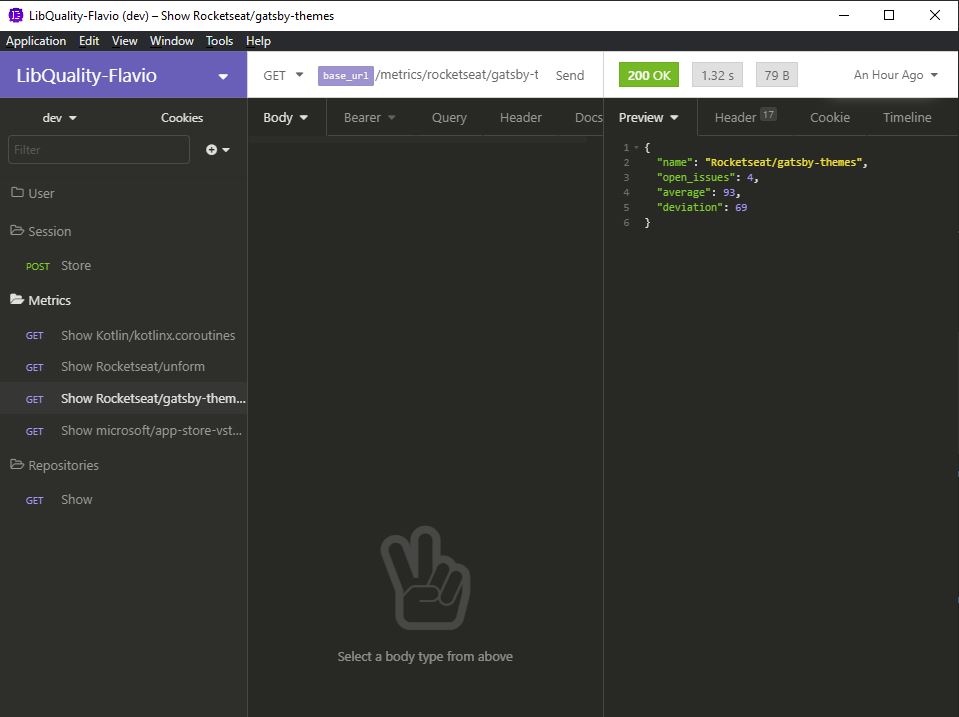 LibQuality-Flavio (dev) – Show Rocketseat/gatsby-themes
Application Edit View Window Tools Help
LibQuality-Flavio
GET base_url/metrics/rocketseat/gatsby-t Send
200 OK 1.32 s 79 B An Hour Ago
dev Cookies
Body Bearer Query Header Docs
Preview Header 17 Cookie Timeline
Filter
User
Session
POST Store
Metrics
GET Show Kotlin/kotlinx.coroutines
GET Show Rocketseat/unform
GET Show Rocketseat/gatsby-them...
GET Show microsoft/app-store-vst...
Repositories
GET Show
1 {
2 "name": "Rocketseat/gatsby-themes",
3 "open_issues": 4,
4 "average": 93,
5 "deviation": 69
6 }
Select a body type from above